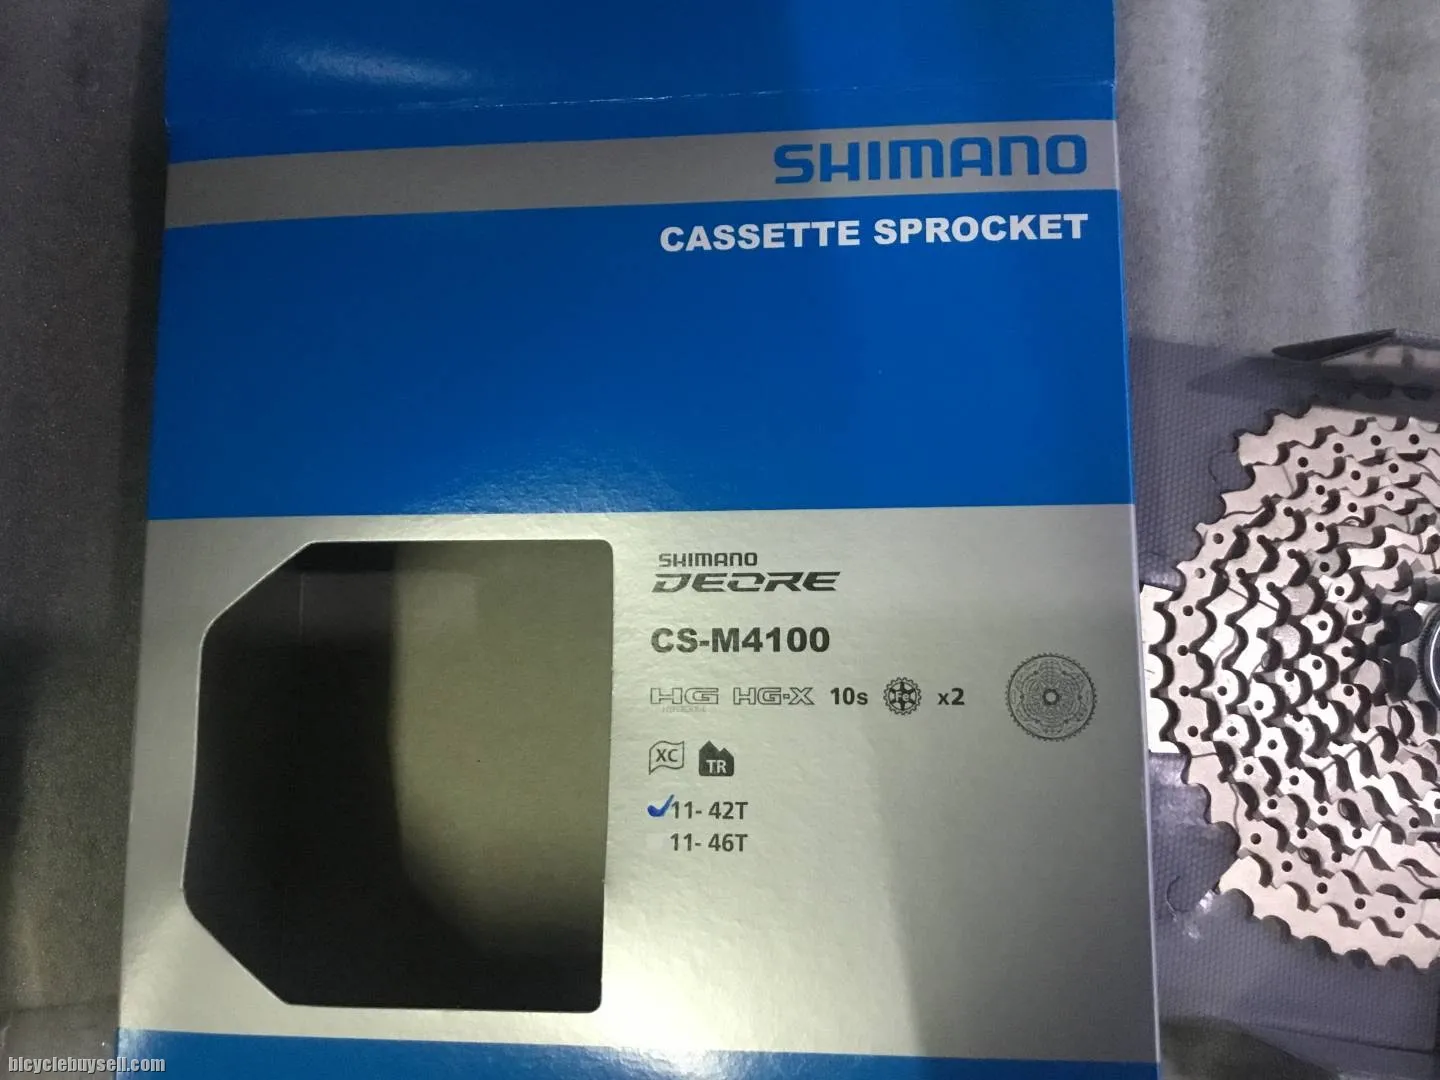 SHIMANO
CASSETTE SPROCKET
SHIMANO
DEORE
CS-M4100
HG HG-X 10s Fe x2
XC TR
11- 42T
11- 46T
bicyclebuysell.com